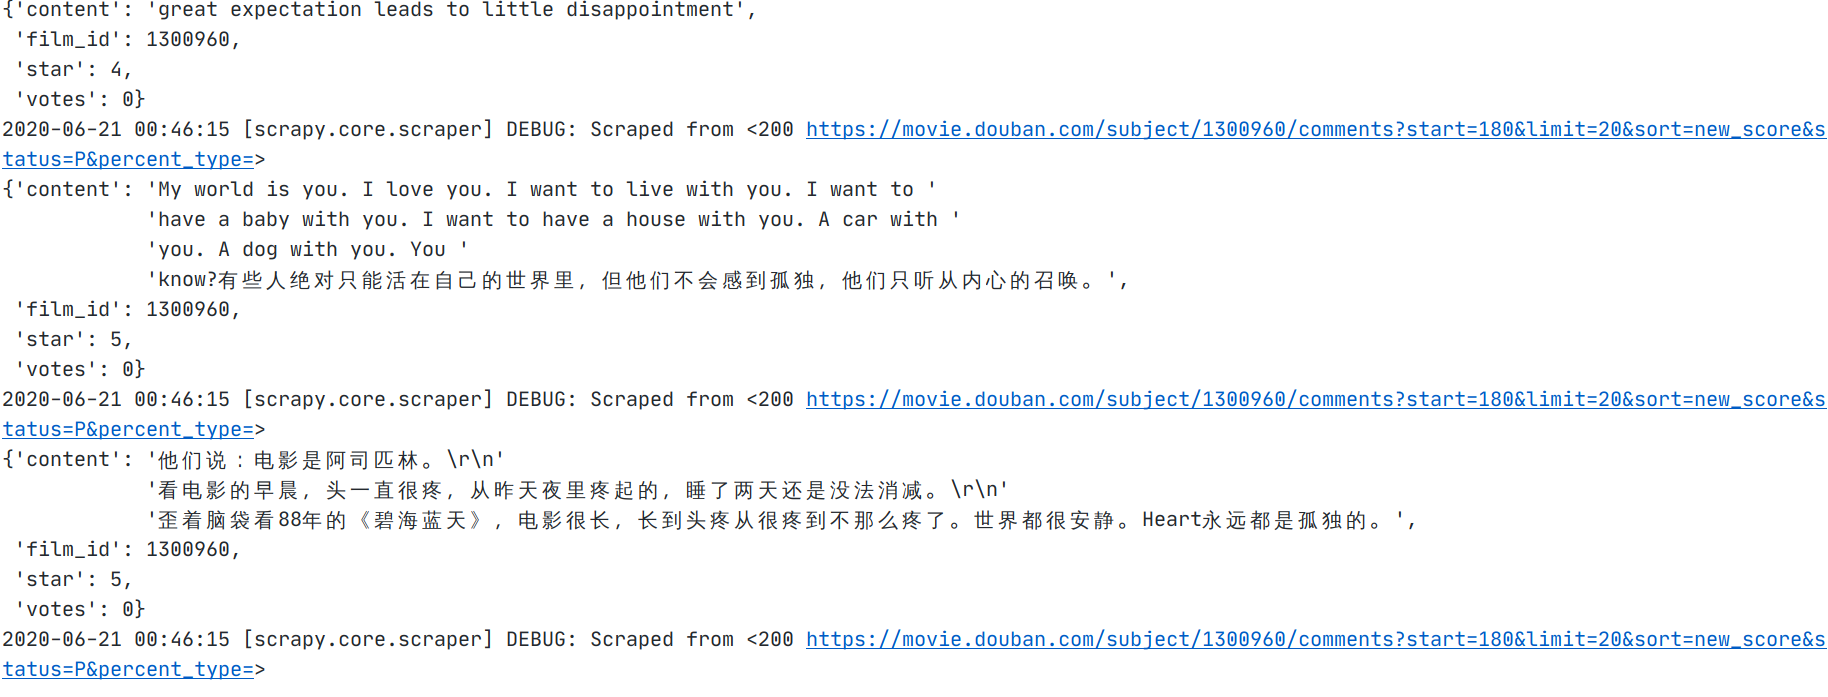 {'content': 'great expectation leads to little disappointment',
 'film_id': 1300960,
 'star': 4,
 'votes': 0}
2020-06-21 00:46:15 [scrapy.core.scraper] DEBUG: Scraped from <200 https://movie.douban.com/subject/1300960/comments?start=180&limit=20&sort=new_score&s
tatus=P&percent_type=>
{'content': 'My world is you. I love you. I want to live with you. I want to '
            'have a baby with you. I want to have a house with you. A car with '
            'you. A dog with you. You '
            'know?有些人绝对只能活在自己的世界里，但他们不会感到孤独，他们只听从内心的召唤。',
 'film_id': 1300960,
 'star': 5,
 'votes': 0}
2020-06-21 00:46:15 [scrapy.core.scraper] DEBUG: Scraped from <200 https://movie.douban.com/subject/1300960/comments?start=180&limit=20&sort=new_score&s
tatus=P&percent_type=>
{'content': '他们说：电影是阿司匹林。\r\n'
            '看电影的早晨，头一直很疼，从昨天夜里疼起的，睡了两天还是没法消减。\r\n'
            '歪着脑袋看88年的《碧海蓝天》，电影很长，长到头疼从很疼到不那么疼了。世界都很安静。Heart永远都是孤独的。',
 'film_id': 1300960,
 'star': 5,
 'votes': 0}
2020-06-21 00:46:15 [scrapy.core.scraper] DEBUG: Scraped from <200 https://movie.douban.com/subject/1300960/comments?start=180&limit=20&sort=new_score&s
tatus=P&percent_type=>